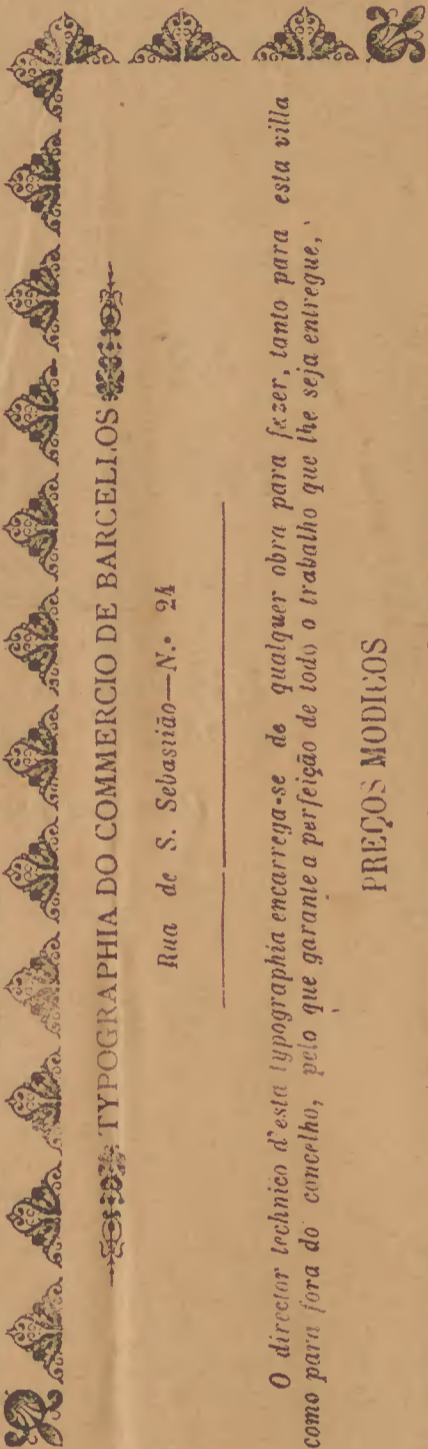 TYPOGRAPHIA DO COMMERCIO DE BARCELLOS
Rua de S. Sebastião—N.º 24
O director technico d'esta typographia encarrega-se de qualquer obra para fazer, tanto para esta villa
como para fora do concelho, pelo que garante a perfeição de todo o trabalho que lhe seja entregue,
PREÇOS MODICOS